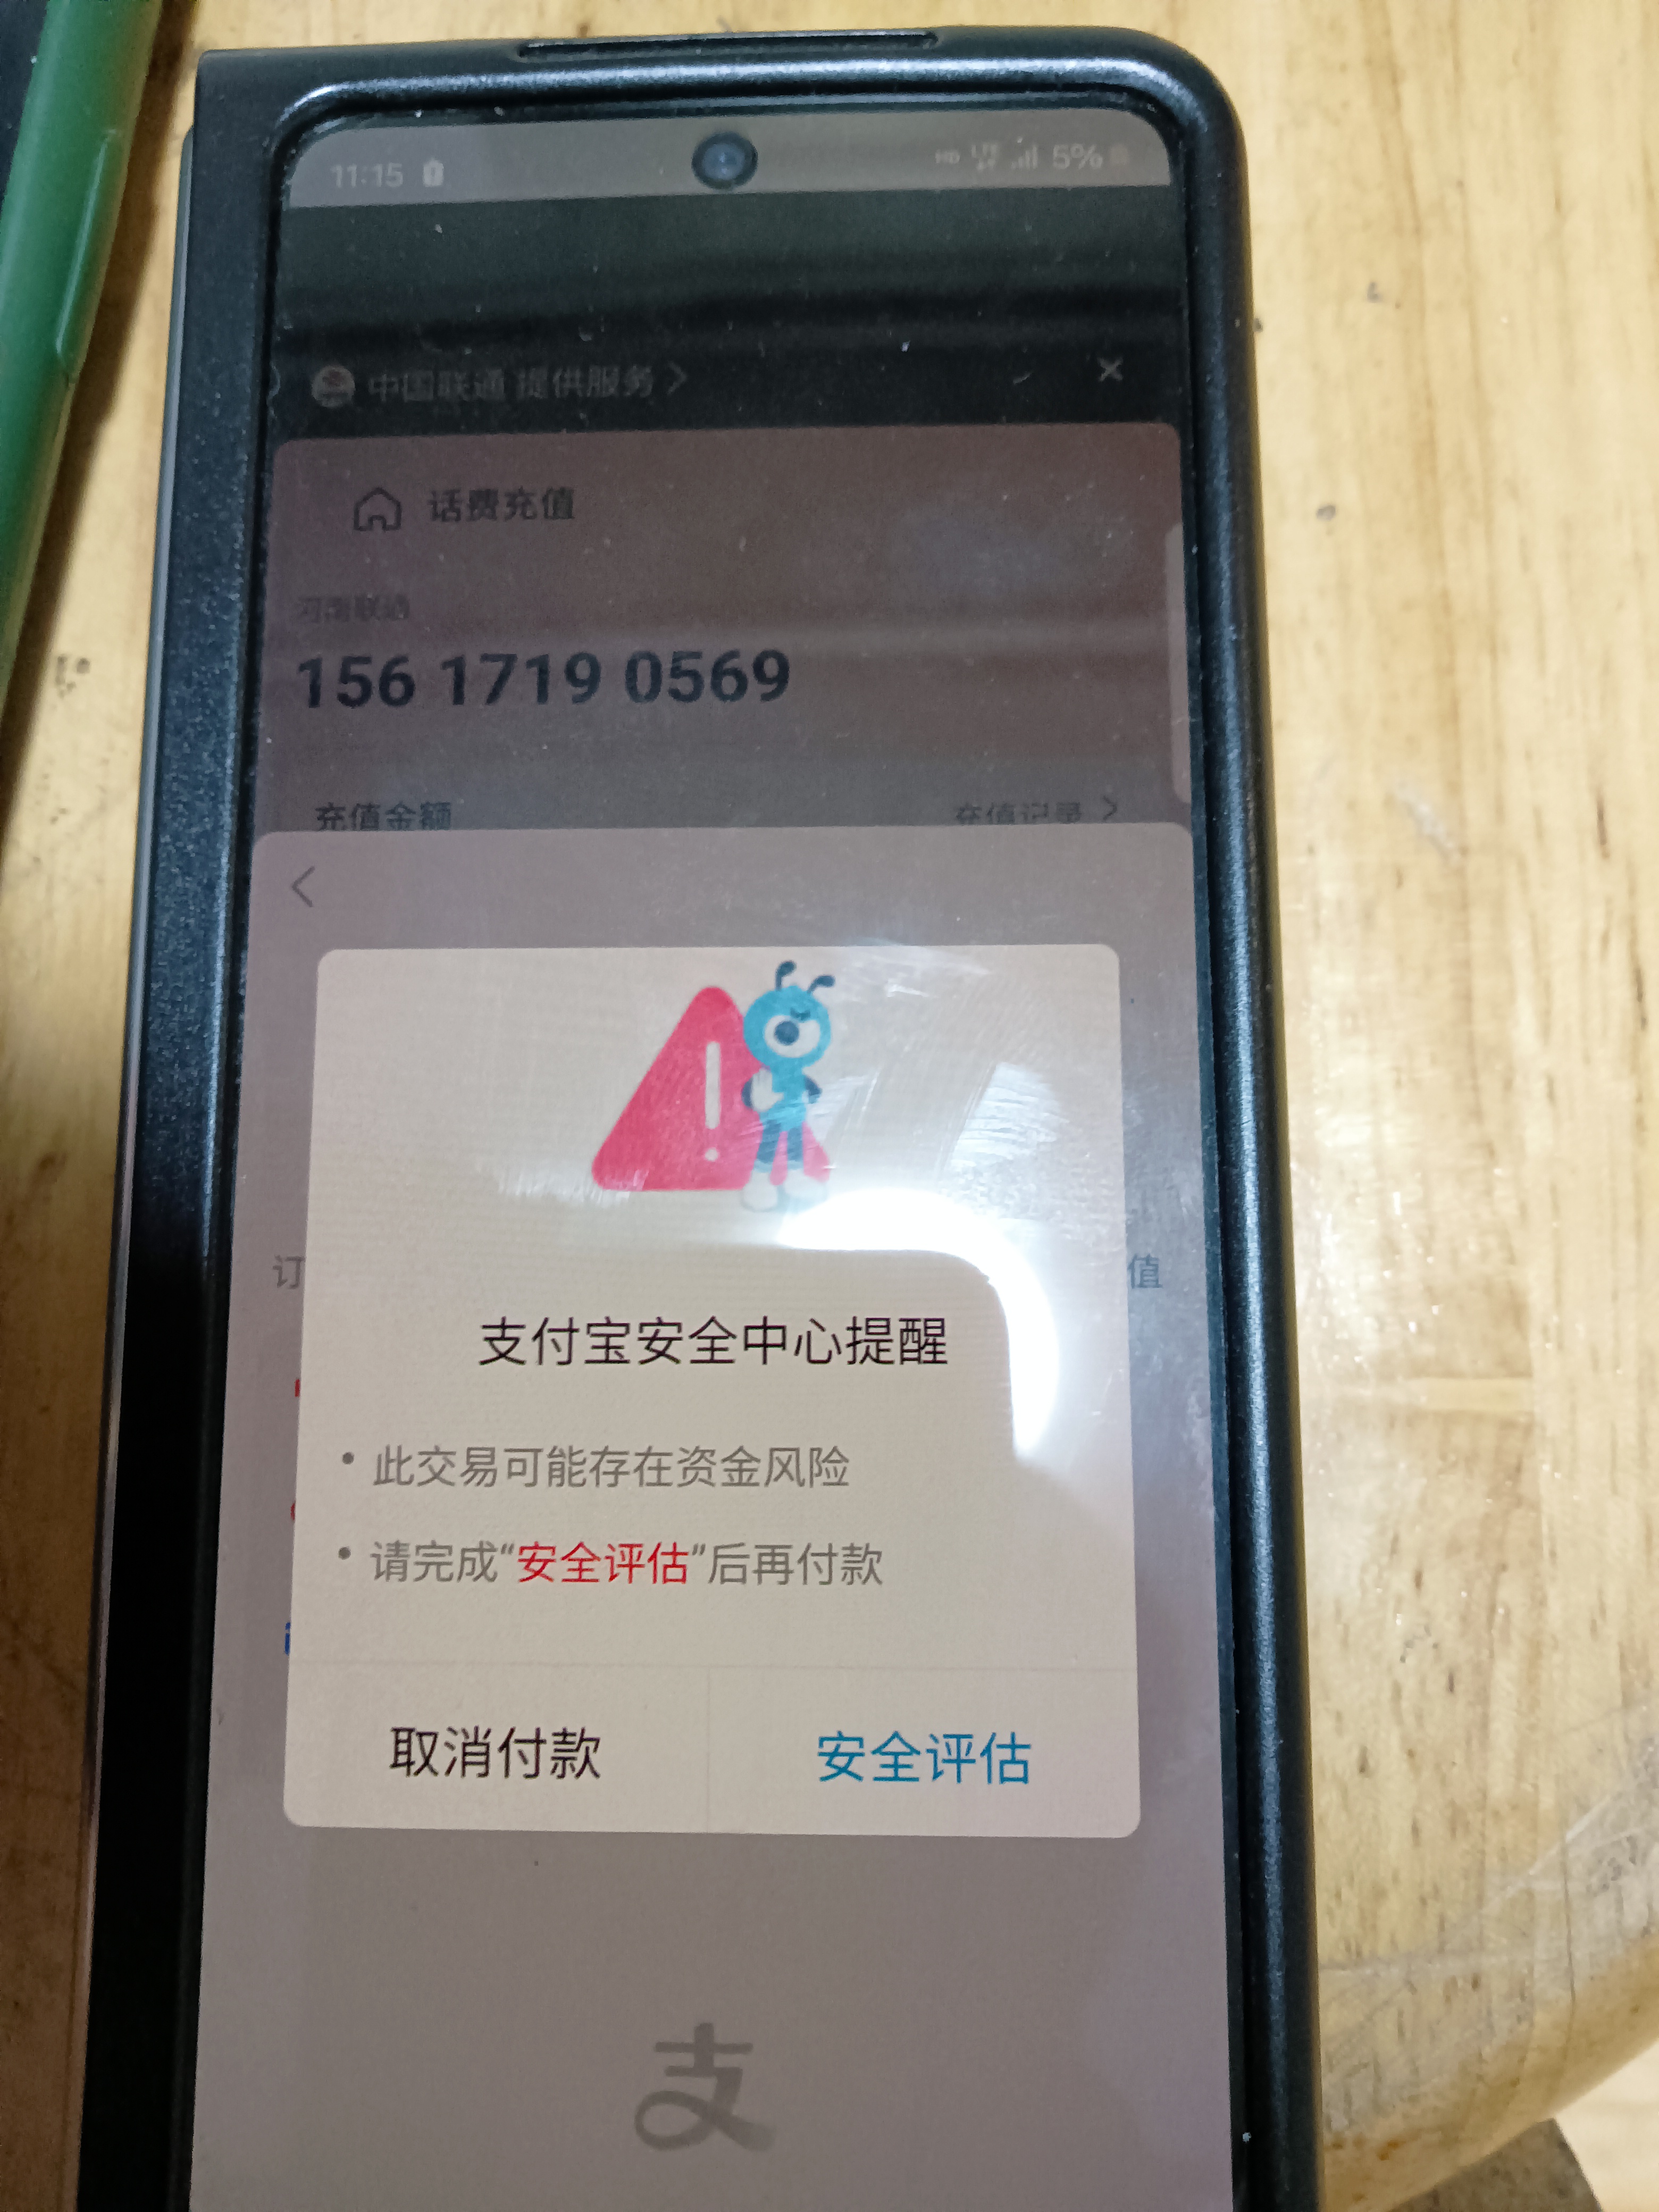 11:15
HD LTE 5%
中国联通 提供服务 >
话费充值
河南联通
156 1719 0569
充值金额 充值记录 >
订 值
支付宝安全中心提醒
• 此交易可能存在资金风险
• 请完成“安全评估”后再付款
取消付款 安全评估
支